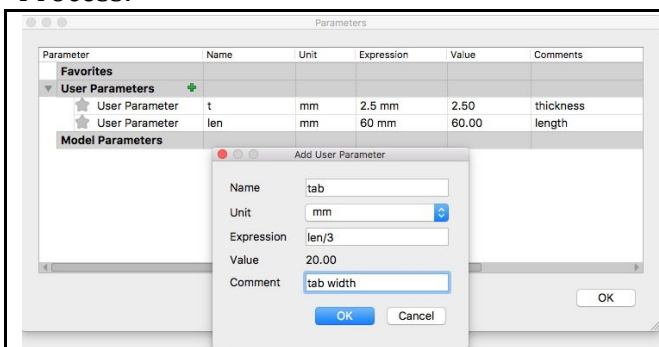 Process:
Parameters
Parameter Name Unit Expression Value Comments
Favorites
User Parameters
User Parameter t mm 2.5 mm 2.50 thickness
User Parameter len mm 60 mm 60.00 length
Model Parameters
Add User Parameter
Name tab
Unit mm
Expression len/3
Value 20.00
Comment tab width
OK Cancel
OK